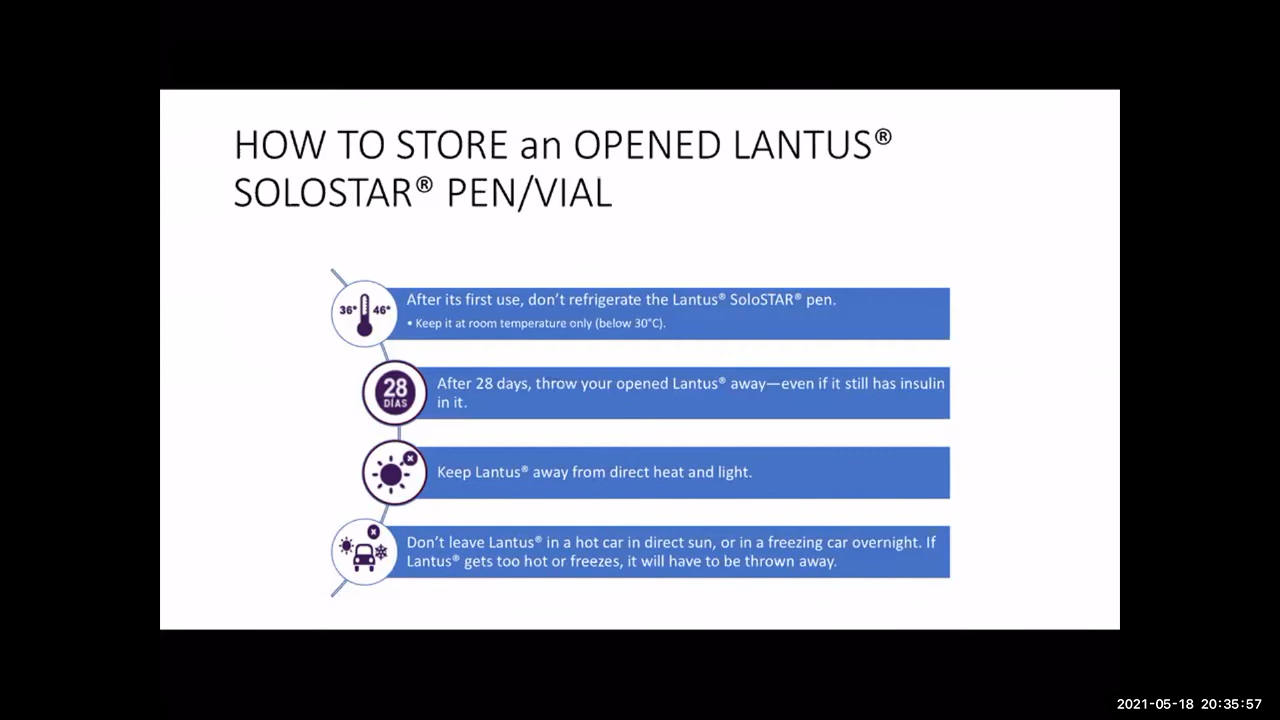 HOW TO STORE an OPENED LANTUS®
SOLOSTAR® PEN/VIAL
36° 46°
After its first use, don't refrigerate the Lantus® SoloSTAR® pen.
• Keep it at room temperature only (below 30°C).
28
DÍAS
After 28 days, throw your opened Lantus® away—even if it still has insulin
in it.
Keep Lantus® away from direct heat and light.
Don't leave Lantus® in a hot car in direct sun, or in a freezing car overnight. If
Lantus® gets too hot or freezes, it will have to be thrown away.
2021-05-18 20:35:57